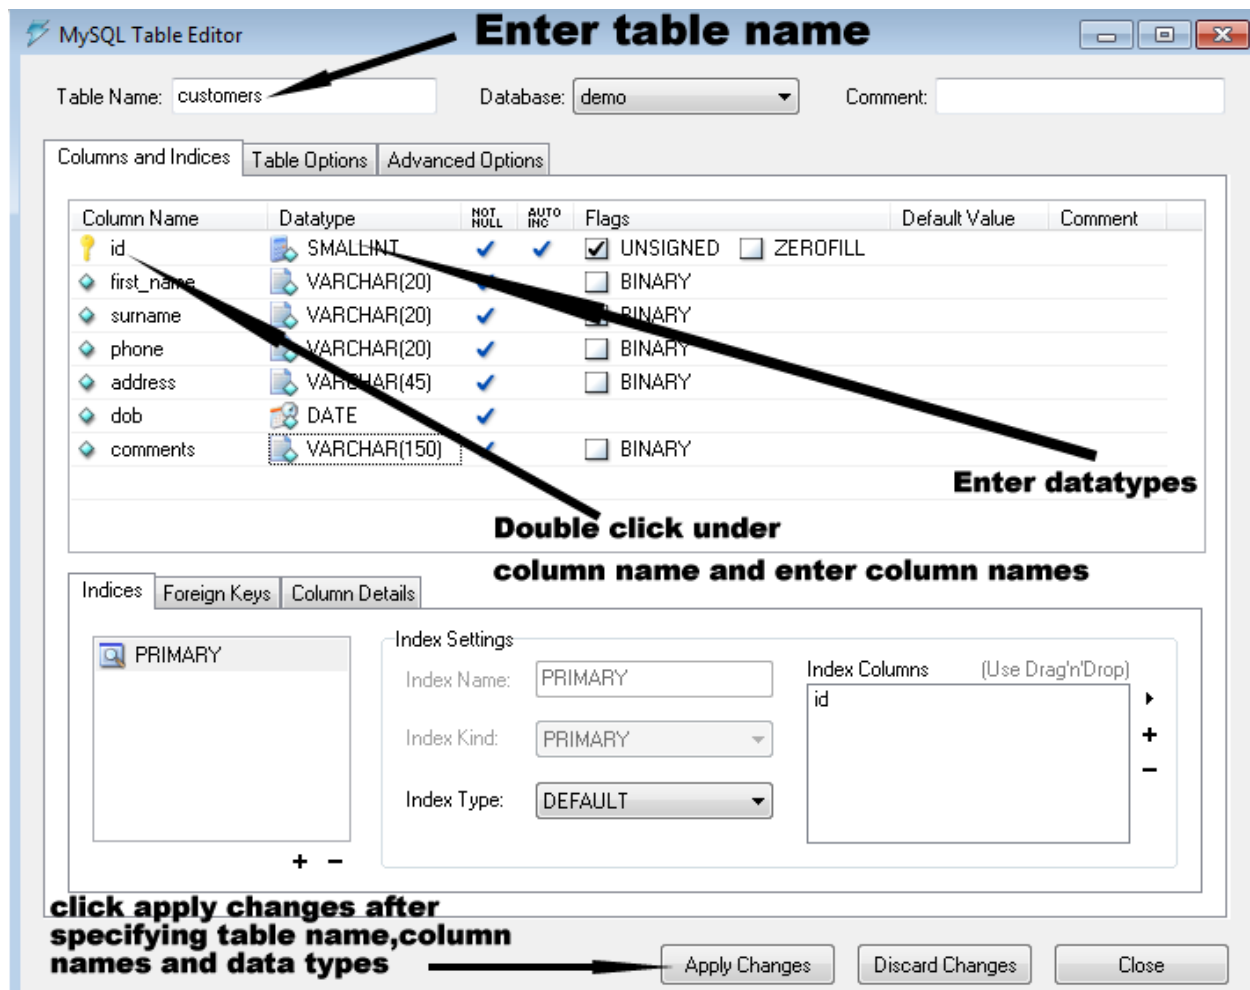 MySQL Table Editor
Enter table name
Table Name: customers Database: demo Comment:
Columns and Indices Table Options Advanced Options
Column Name Datatype NOT NULL AUTO INC Flags Default Value Comment
id SMALLINT UNSIGNED ZEROFILL
first_name VARCHAR(20) BINARY
surname VARCHAR(20) BINARY
phone VARCHAR(20) BINARY
address VARCHAR(45) BINARY
dob DATE
comments VARCHAR(150) BINARY
Enter datatypes
Double click under
column name and enter column names
Indices Foreign Keys Column Details
PRIMARY
Index Settings
Index Name: PRIMARY
Index Kind: PRIMARY
Index Type: DEFAULT
Index Columns (Use Drag'n'Drop)
id
click apply changes after
specifying table name,column
names and data types
Apply Changes Discard Changes Close